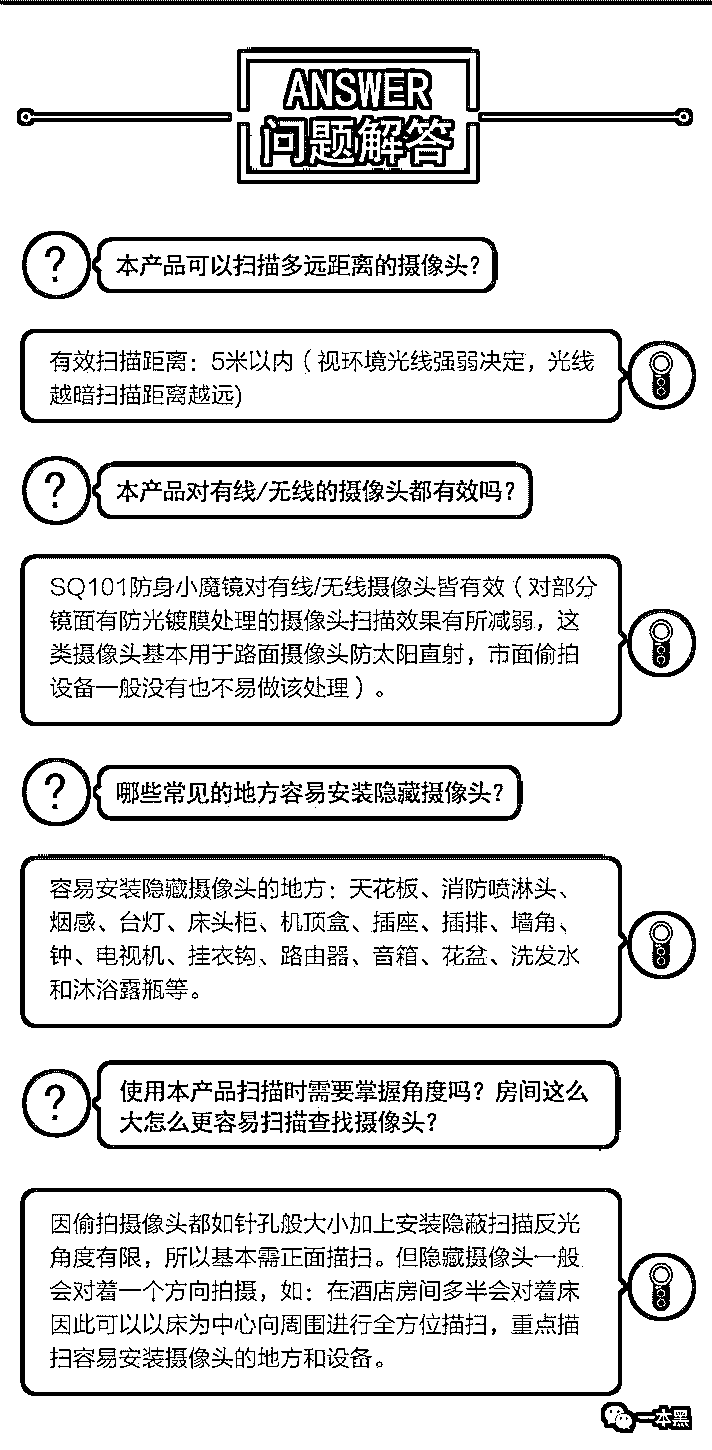 ANSWER
问题解答
?
本产品可以扫描多远距离的摄像头?
有效扫描距离：5米以内（视环境光线强弱决定，光线
越暗扫描距离越远)
?
本产品对有线/无线的摄像头都有效吗?
SQ101防身小魔镜对有线/无线摄像头皆有效（对部分
镜面有防光镀膜处理的摄像头扫描效果有所减弱，这
类摄像头基本用于路面摄像头防太阳直射，市面偷拍
设备一般没有也不易做该处理）。
?
哪些常见的地方容易安装隐藏摄像头?
容易安装隐藏摄像头的地方：天花板、消防喷淋头、
烟感、台灯、床头柜、机顶盒、插座、插排、墙角、
钟、电视机、挂衣钩、路由器、音箱、花盆、洗发水
和沐浴露瓶等。
?
使用本产品扫描时需要掌握角度吗？房间这么
大怎么更容易扫描查找摄像头?
因偷拍摄像头都如针孔般大小加上安装隐蔽扫描反光
角度有限，所以基本需正面描扫。但隐藏摄像头一般
会对着一个方向拍摄，如：在酒店房间多半会对着床
因此可以以床为中心向周围进行全方位描扫，重点描
扫容易安装摄像头的地方和设备。
一本黑